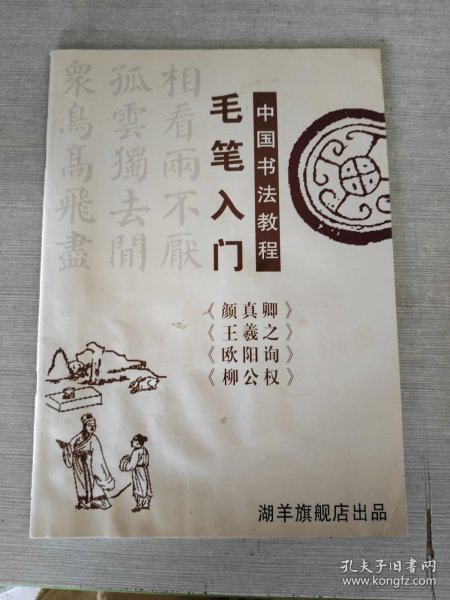 相看兩不厭
孤雲獨去閒
衆鳥高飛盡
中国书法教程
毛笔入门
《颜真卿》
《王羲之》
《欧阳询》
《柳公权》
湖羊旗舰店出品
孔夫子旧书网
www.kongfz.com